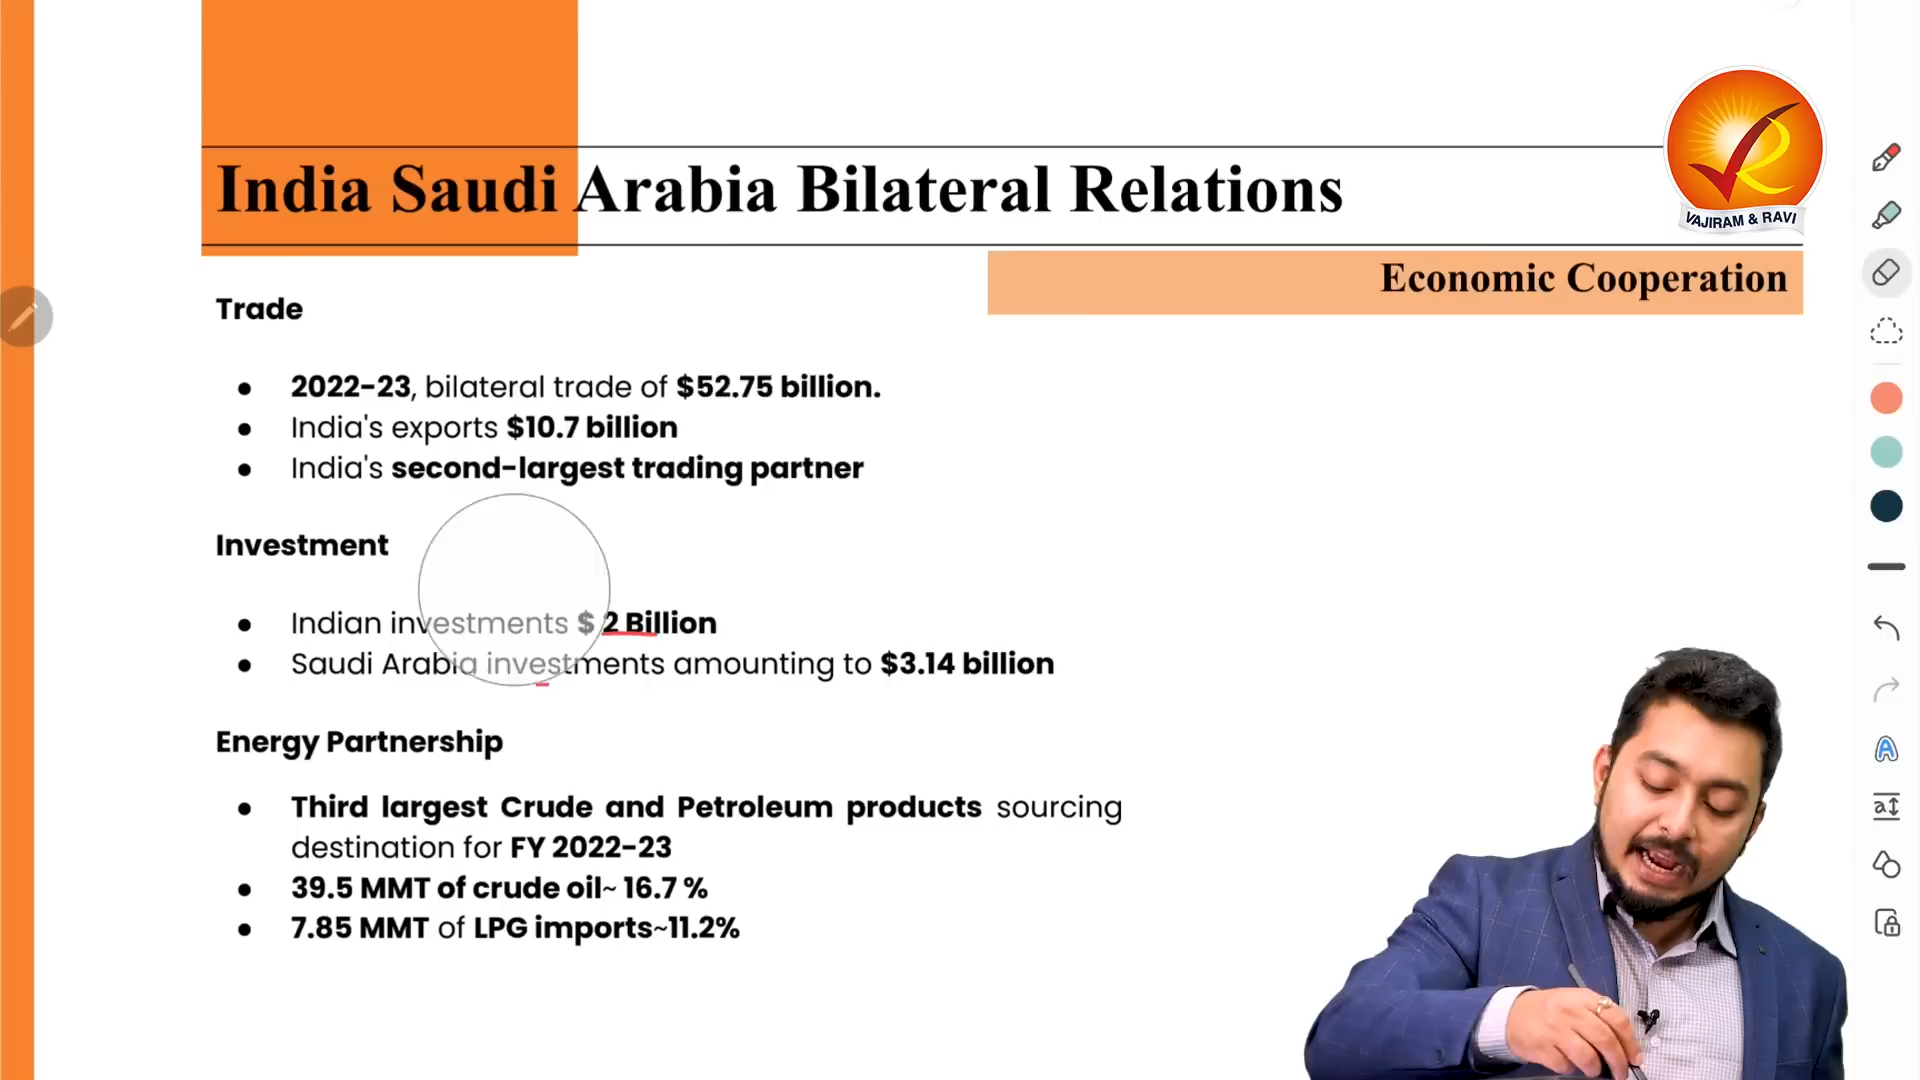 VAJIRAM & RAVI
India Saudi Arabia Bilateral Relations
Economic Cooperation
Trade
● 2022-23, bilateral trade of $52.75 billion.
● India's exports $10.7 billion
● India's second-largest trading partner
Investment
● Indian investments $ 2 Billion
● Saudi Arabia investments amounting to $3.14 billion
Energy Partnership
● Third largest Crude and Petroleum products sourcing
destination for FY 2022-23
● 39.5 MMT of crude oil~ 16.7 %
● 7.85 MMT of LPG imports~11.2%
A
a